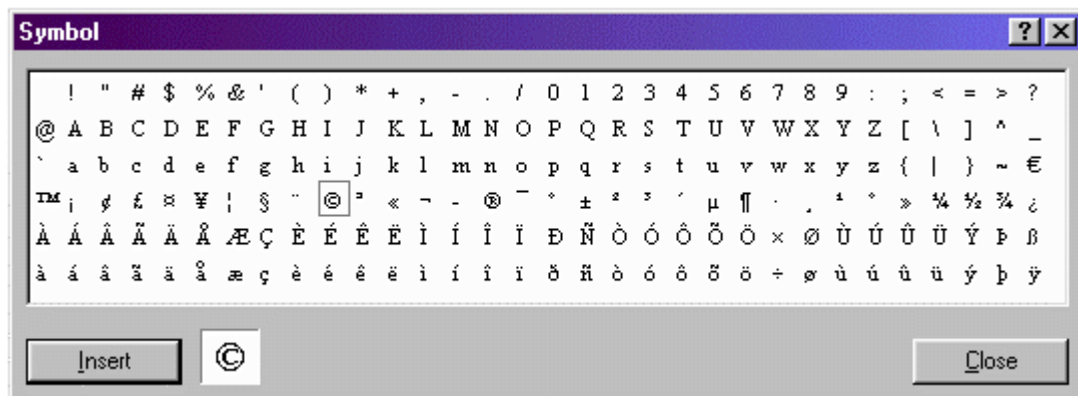 Symbol ? ×
! " # $ % & ' ( ) * + , - . / 0 1 2 3 4 5 6 7 8 9 : ; < = > ?
@ A B C D E F G H I J K L M N O P Q R S T U V W X Y Z [ \ ] ^ _
` a b c d e f g h i j k l m n o p q r s t u v w x y z { | } ~ €
™ ¡ ¢ £ ¤ ¥ ¦ § ¨ © ª « ¬ - ® ¯ ° ± ² ³ ´ µ ¶ · ¸ ¹ º » ¼ ½ ¾ ¿
À Á Â Ã Ä Å Æ Ç È É Ê Ë Ì Í Î Ï Ð Ñ Ò Ó Ô Õ Ö × Ø Ù Ú Û Ü Ý Þ ß
à á â ã ä å æ ç è é ê ë ì í î ï ð ñ ò ó ô õ ö ÷ ø ù ú û ü ý þ ÿ
Insert © Close